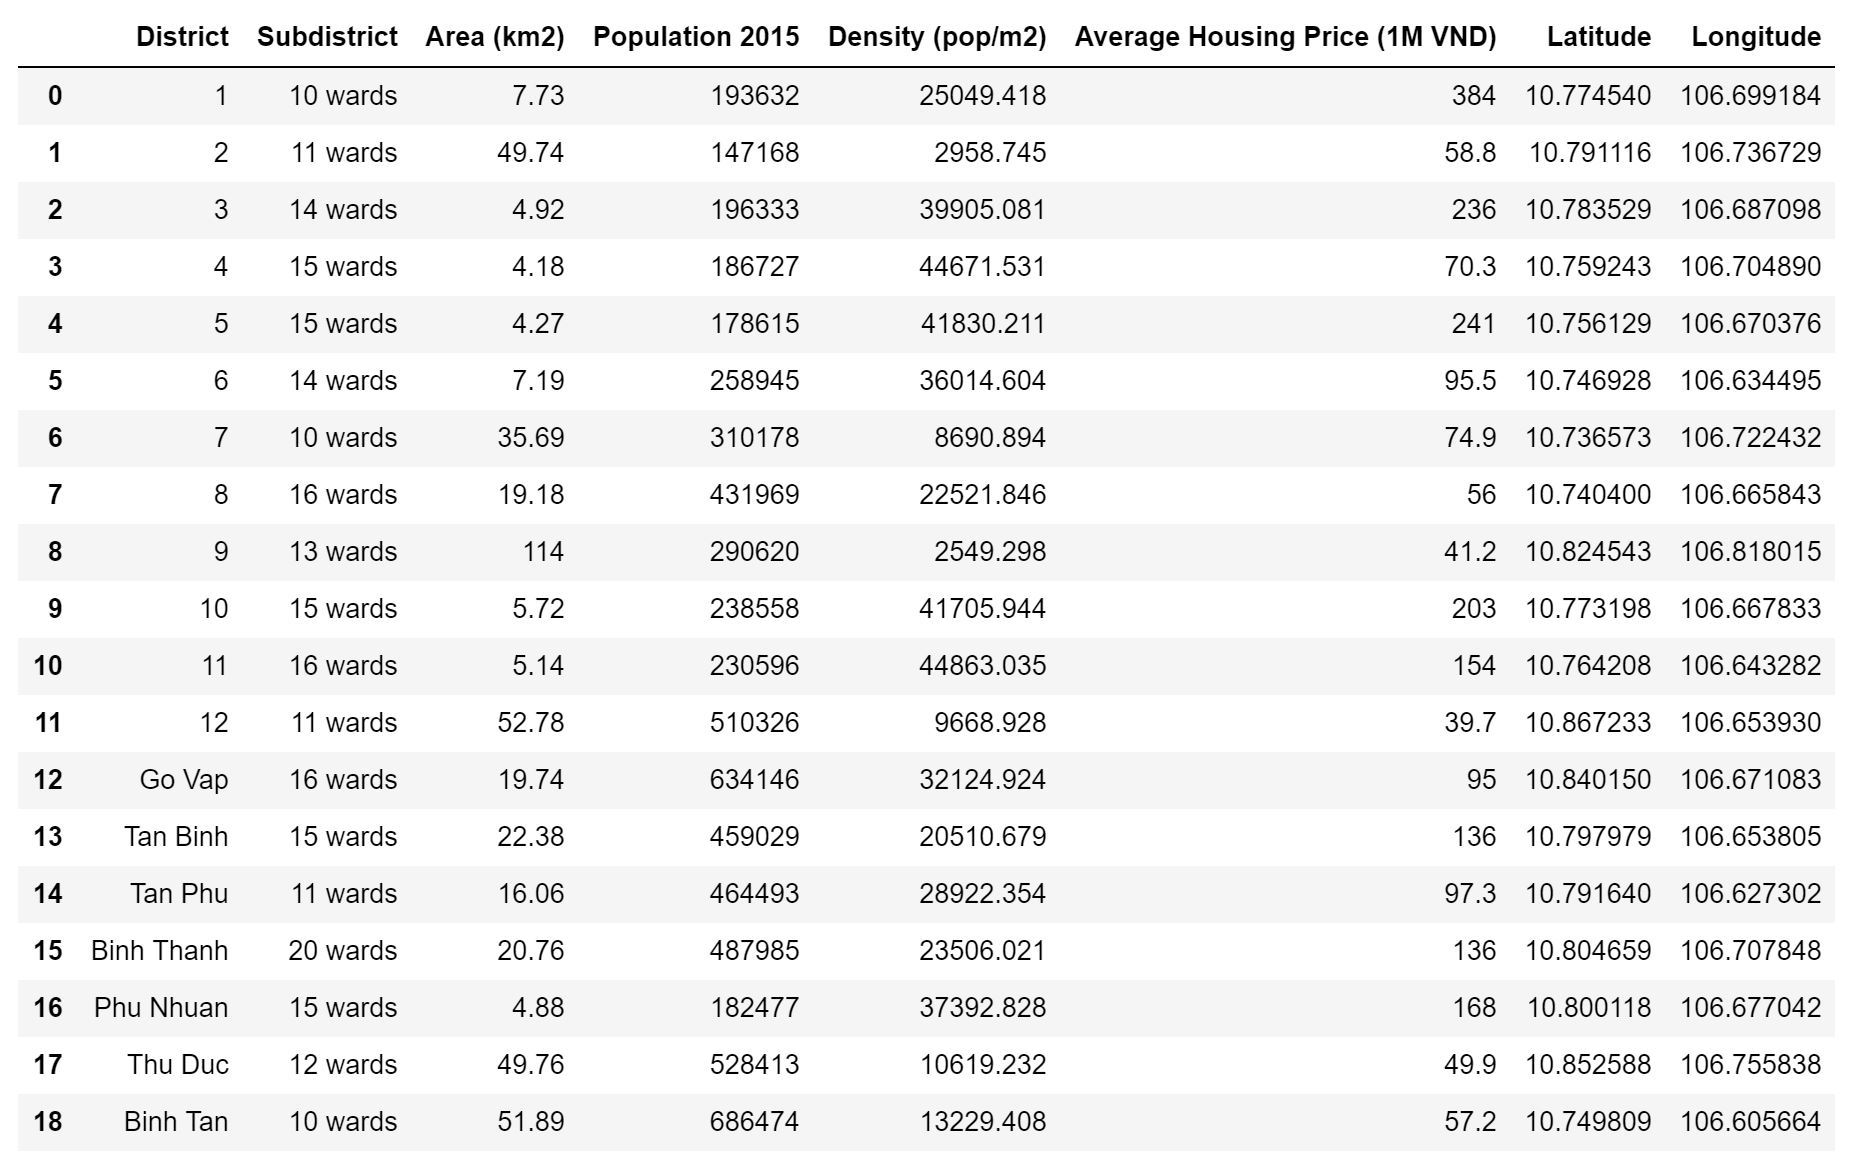 District Subdistrict Area (km2) Population 2015 Density (pop/m2) Average Housing Price (1M VND) Latitude Longitude
0 1 10 wards 7.73 193632 25049.418 384 10.774540 106.699184
1 2 11 wards 49.74 147168 2958.745 58.8 10.791116 106.736729
2 3 14 wards 4.92 196333 39905.081 236 10.783529 106.687098
3 4 15 wards 4.18 186727 44671.531 70.3 10.759243 106.704890
4 5 15 wards 4.27 178615 41830.211 241 10.756129 106.670376
5 6 14 wards 7.19 258945 36014.604 95.5 10.746928 106.634495
6 7 10 wards 35.69 310178 8690.894 74.9 10.736573 106.722432
7 8 16 wards 19.18 431969 22521.846 56 10.740400 106.665843
8 9 13 wards 114 290620 2549.298 41.2 10.824543 106.818015
9 10 15 wards 5.72 238558 41705.944 203 10.773198 106.667833
10 11 16 wards 5.14 230596 44863.035 154 10.764208 106.643282
11 12 11 wards 52.78 510326 9668.928 39.7 10.867233 106.653930
12 Go Vap 16 wards 19.74 634146 32124.924 95 10.840150 106.671083
13 Tan Binh 15 wards 22.38 459029 20510.679 136 10.797979 106.653805
14 Tan Phu 11 wards 16.06 464493 28922.354 97.3 10.791640 106.627302
15 Binh Thanh 20 wards 20.76 487985 23506.021 136 10.804659 106.707848
16 Phu Nhuan 15 wards 4.88 182477 37392.828 168 10.800118 106.677042
17 Thu Duc 12 wards 49.76 528413 10619.232 49.9 10.852588 106.755838
18 Binh Tan 10 wards 51.89 686474 13229.408 57.2 10.749809 106.605664